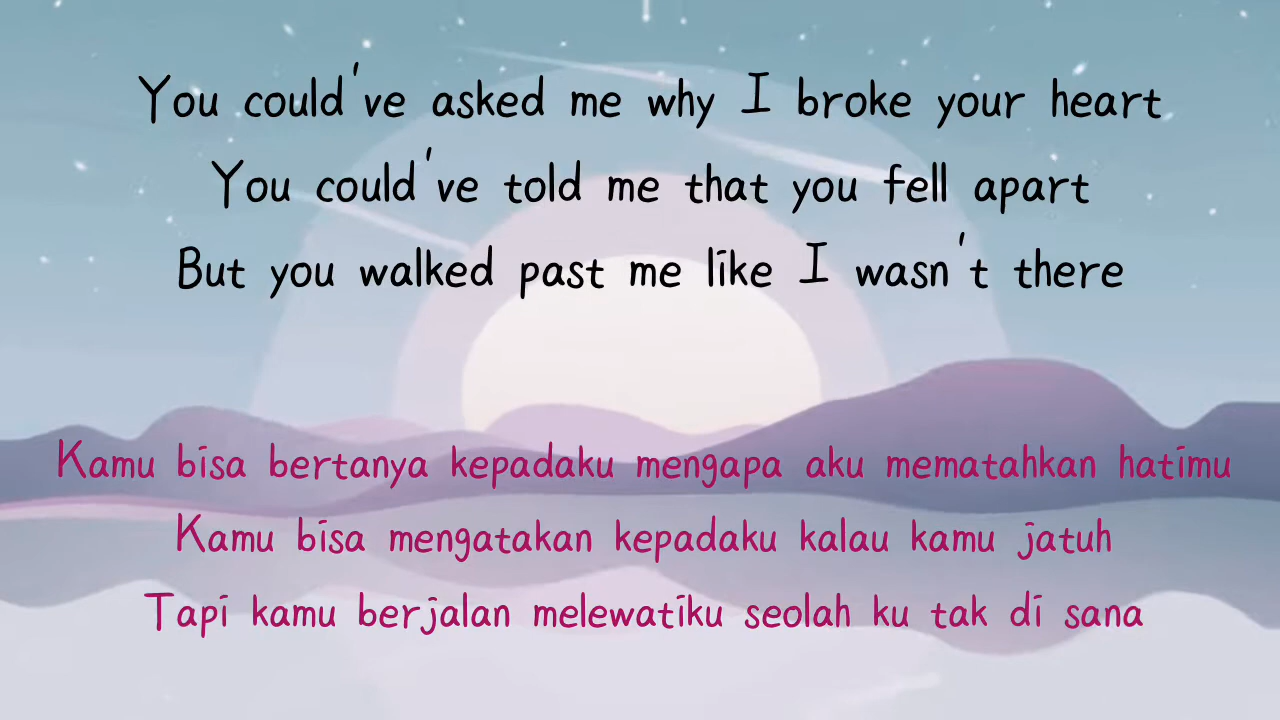 You could've asked me why I broke your heart
You could've told me that you fell apart
But you walked past me like I wasn't there
Kamu bisa bertanya kepadaku mengapa aku mematahkan hatimu
Kamu bisa mengatakan kepadaku kalau kamu jatuh
Tapi kamu berjalan melewatiku seolah ku tak di sana